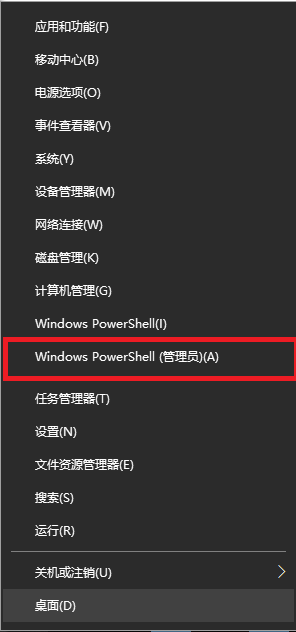 应用和功能(F)
移动中心(B)
电源选项(O)
事件查看器(V)
系统(Y)
设备管理器(M)
网络连接(W)
磁盘管理(K)
计算机管理(G)
Windows PowerShell(I)
Windows PowerShell (管理员)(A)
任务管理器(T)
设置(N)
文件资源管理器(E)
搜索(S)
运行(R)
关机或注销(U)
桌面(D)